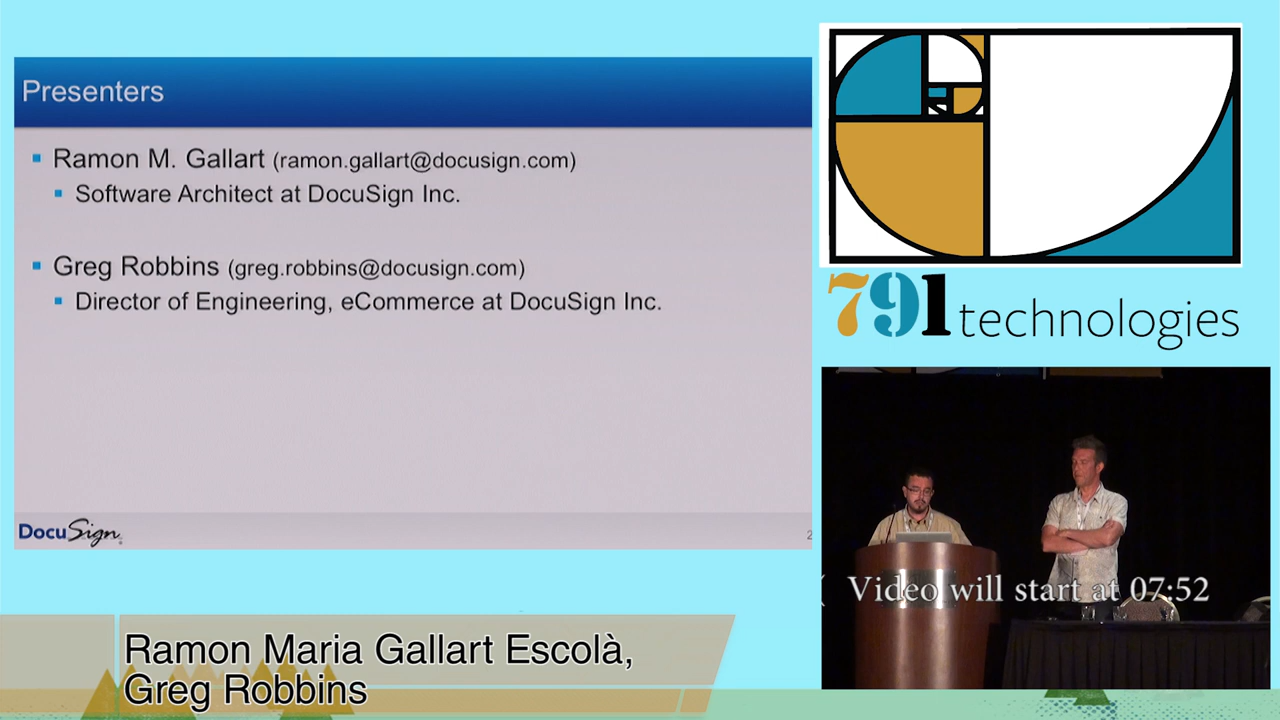 Presenters
Ramon M. Gallart (ramon.gallart@docusign.com)
Software Architect at DocuSign Inc.
Greg Robbins (greg.robbins@docusign.com)
Director of Engineering, eCommerce at DocuSign Inc.
DocuSign
2
791 technologies
( Video will start at 07:52
Ramon Maria Gallart Escolà,
Greg Robbins